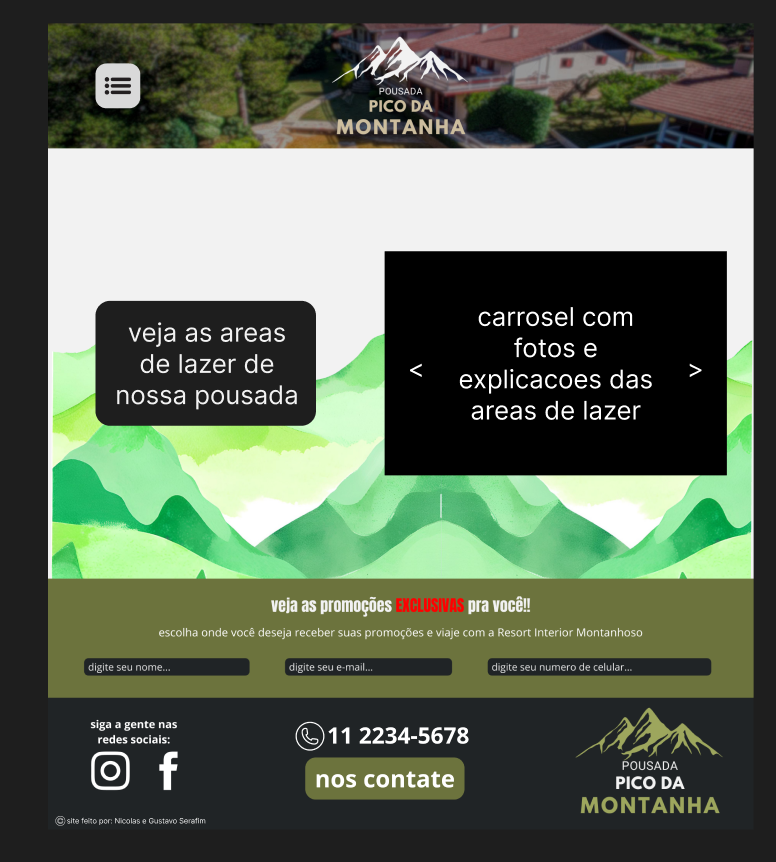 POUSADA
PICO DA
MONTANHA
veja as areas
de lazer de
nossa pousada
carrosel com
fotos e
< explicacoes das >
areas de lazer
veja as promoções EXCLUSIVAS pra você!!
escolha onde você deseja receber suas promoções e viaje com a Resort Interior Montanhoso
digite seu nome... digite seu e-mail... digite seu numero de celular...
siga a gente nas
redes sociais:
11 2234-5678
nos contate
POUSADA
PICO DA
MONTANHA
© site feito por: Nicolas e Gustavo Serafim